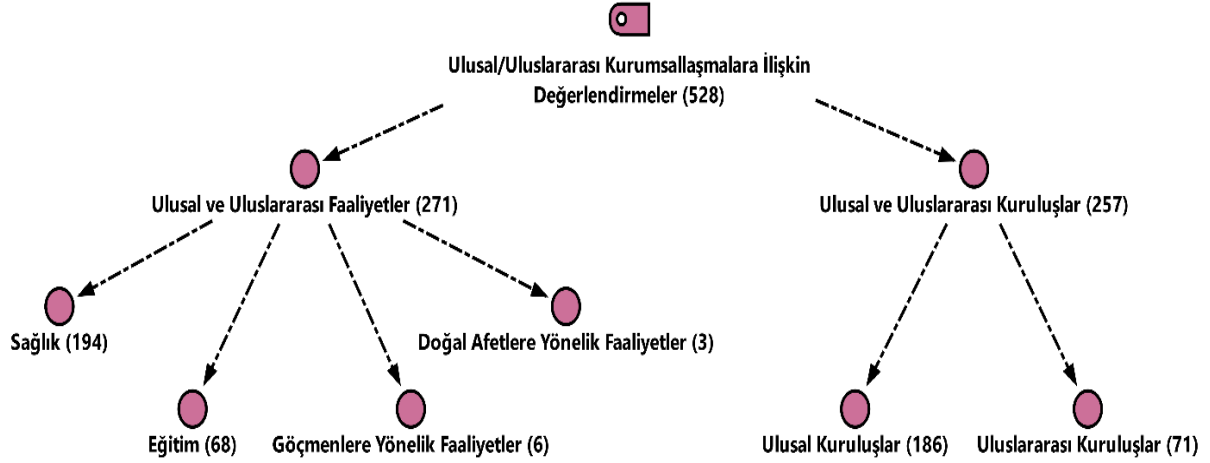 Ulusal/Uluslararası Kurumsallaşmalara İlişkin
Değerlendirmeler (528)
Ulusal ve Uluslararası Faaliyetler (271)
Ulusal ve Uluslararası Kuruluşlar (257)
Sağlık (194)
Doğal Afetlere Yönelik Faaliyetler (3)
Eğitim (68)
Göçmenlere Yönelik Faaliyetler (6)
Ulusal Kuruluşlar (186)
Uluslararası Kuruluşlar (71)